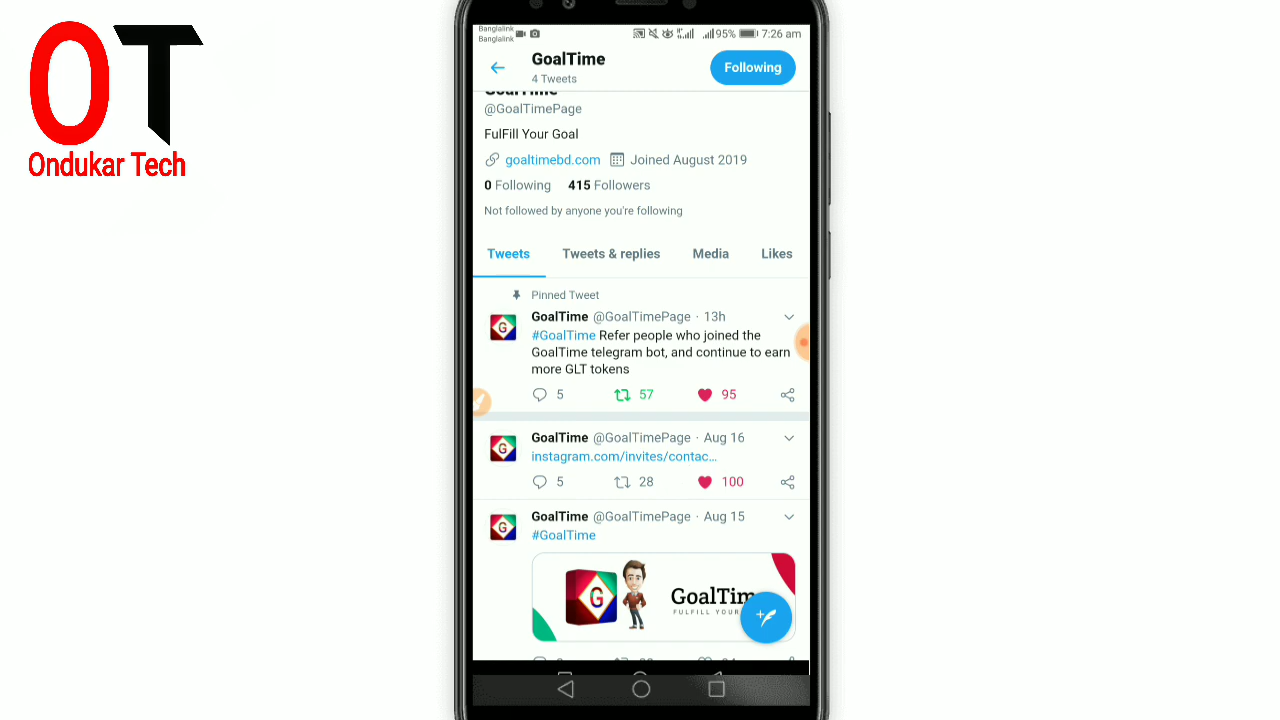 OT
Ondukar Tech
Banglalink
Banglalink
95% 7:26 am
GoalTime
4 Tweets
Following
GoalTime
@GoalTimePage
FulFill Your Goal
goaltimebd.com Joined August 2019
0 Following 415 Followers
Not followed by anyone you're following
Tweets Tweets & replies Media Likes
Pinned Tweet
GoalTime @GoalTimePage · 13h
#GoalTime Refer people who joined the
GoalTime telegram bot, and continue to earn
more GLT tokens
5 57 95
GoalTime @GoalTimePage · Aug 16
instagram.com/invites/contac...
5 28 100
GoalTime @GoalTimePage · Aug 15
#GoalTime
G
GoalTim
FULFILL YOUR